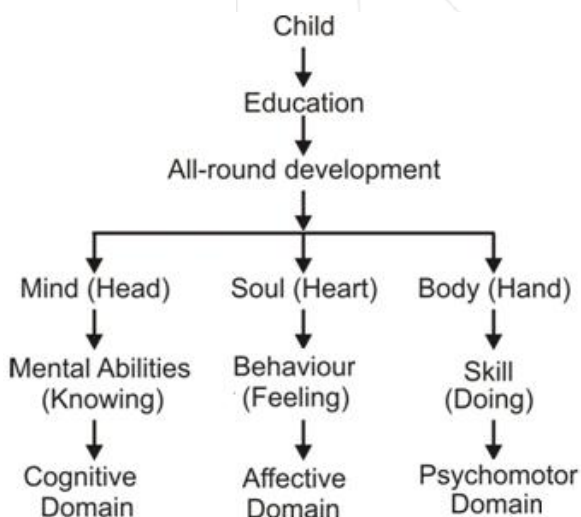 Child
Education
All-round development
Mind (Head)
Soul (Heart)
Body (Hand)
Mental Abilities
(Knowing)
Behaviour
(Feeling)
Skill
(Doing)
Cognitive
Domain
Affective
Domain
Psychomotor
Domain